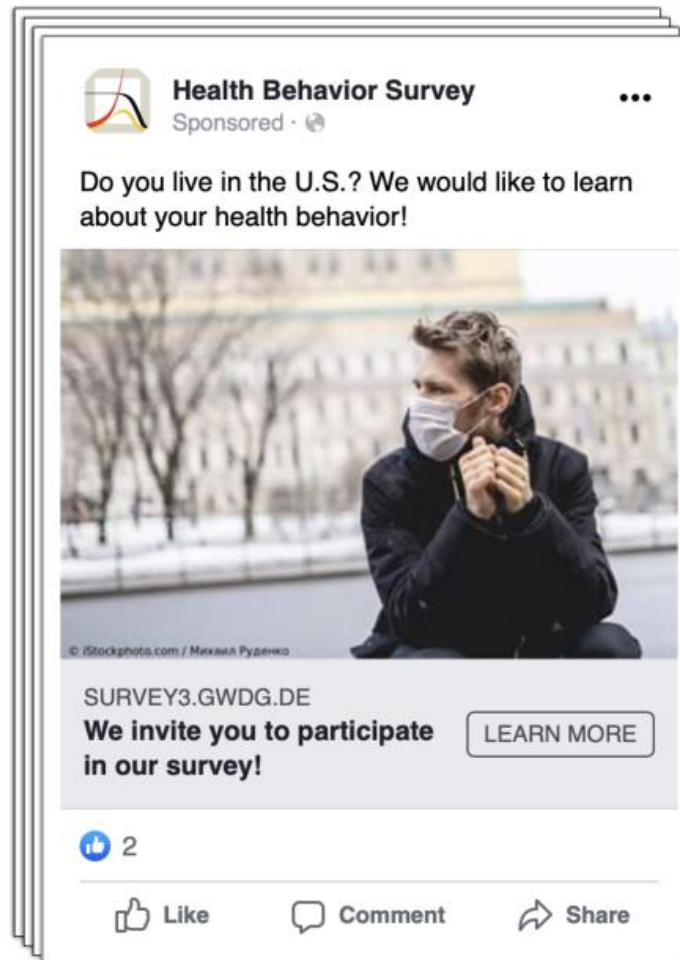 Health Behavior Survey
Sponsored ·
Do you live in the U.S.? We would like to learn
about your health behavior!
© iStockphoto.com / Михаил Руденко
SURVEY3.GWDG.DE
We invite you to participate
in our survey!
LEARN MORE
2
Like Comment Share